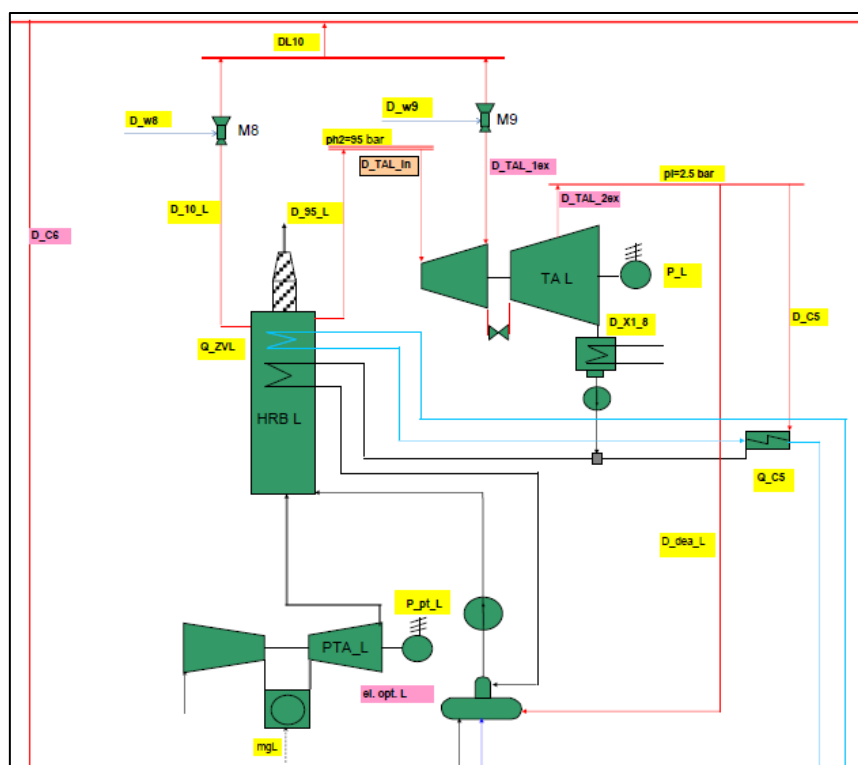 DL10
D_w8
M8
D_w9
M9
ph2=95 bar
D_TAL_in
D_TAL_1ex
pl=2.5 bar
D_TAL_2ex
D_10_L
D_95_L
D_C6
TA L
P_L
D_X1_8
D_C5
Q_ZVL
HRB L
Q_C5
D_dea_L
P_pt_L
PTA_L
el. opt. L
mgL